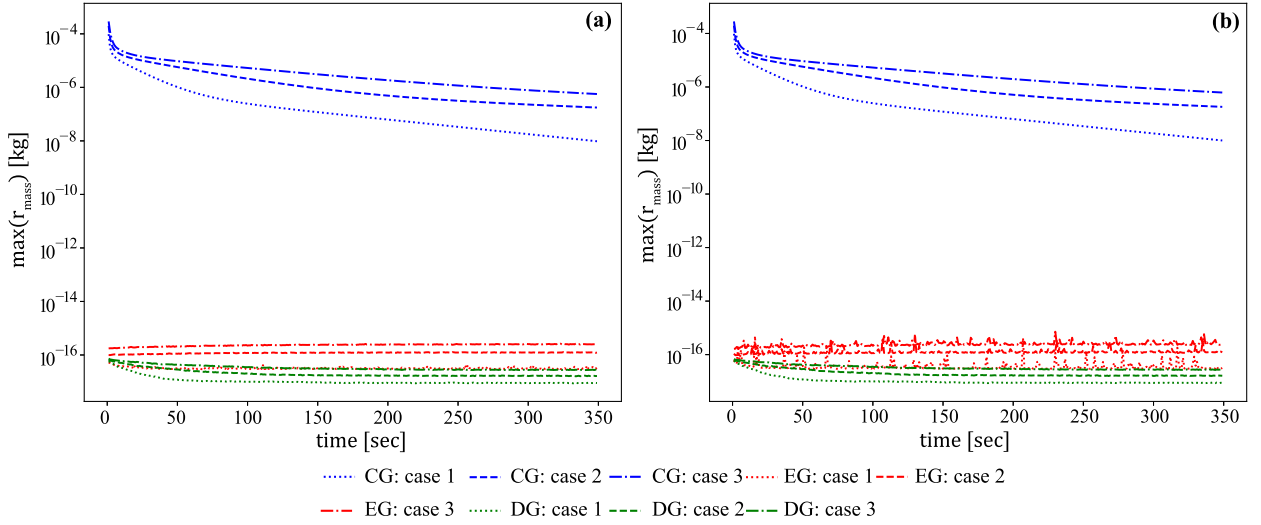 (a)
(b)
max(r_mass) [kg]
10^−4
10^−6
10^−8
10^−10
10^−12
10^−14
10^−16
0 50 100 150 200 250 300 350
time [sec]
max(r_mass) [kg]
10^−4
10^−6
10^−8
10^−10
10^−12
10^−14
10^−16
0 50 100 150 200 250 300 350
time [sec]
CG: case 1 CG: case 2 CG: case 3 EG: case 1 EG: case 2
EG: case 3 DG: case 1 DG: case 2 DG: case 3